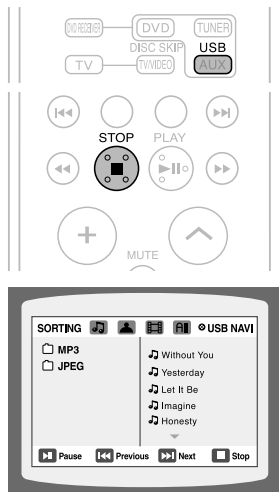 DVD RECEIVER DVD TUNER
DISC SKIP USB
TV TV/VIDEO AUX
STOP PLAY
MUTE
SORTING USB NAVI
MP3
JPEG
Without You
Yesterday
Let It Be
Imagine
Honesty
Pause Previous Next Stop